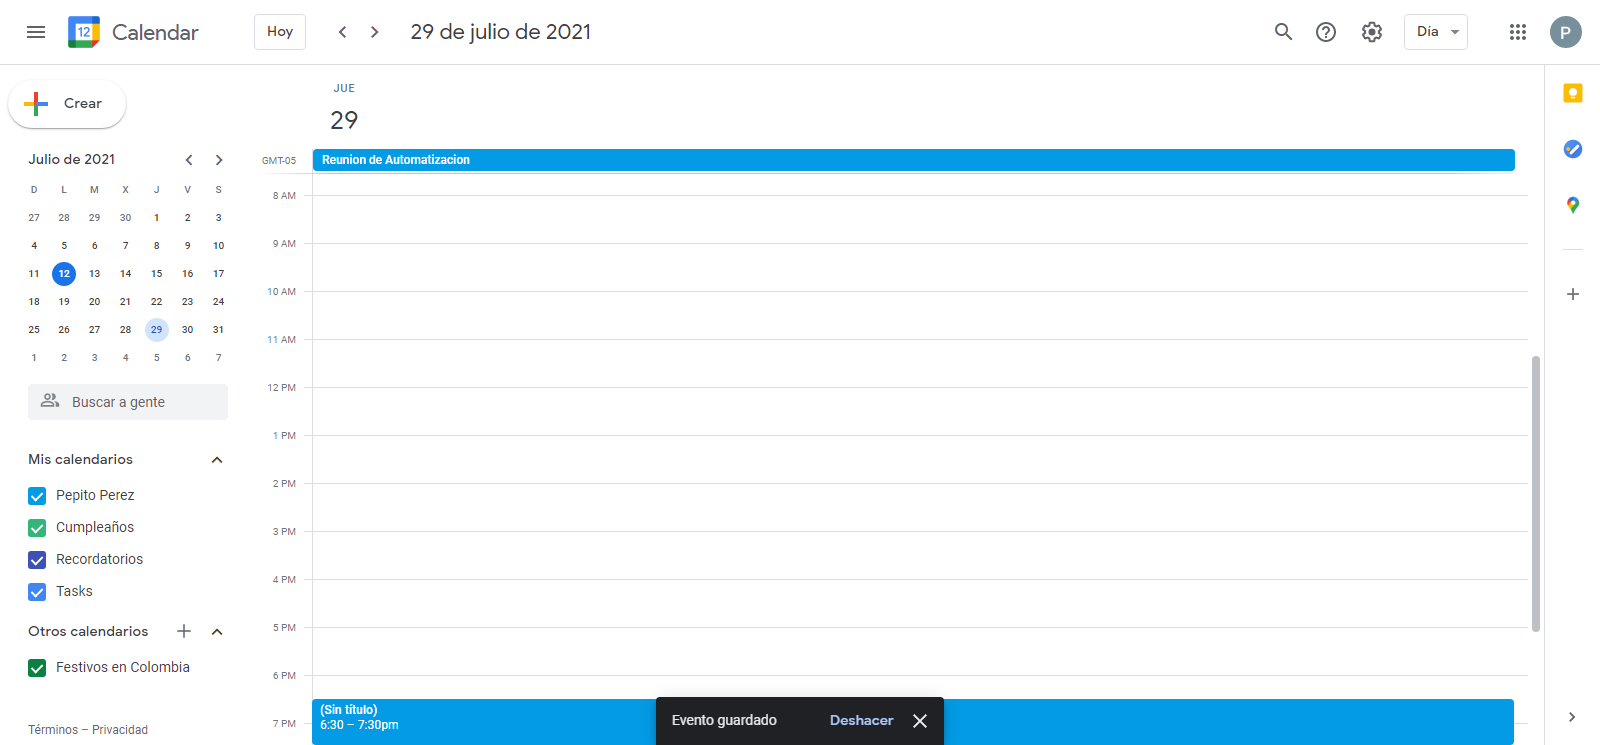 12 Calendar Hoy 29 de julio de 2021 Día P
Crear
Julio de 2021
D L M X J V S
27 28 29 30 1 2 3
4 5 6 7 8 9 10
11 12 13 14 15 16 17
18 19 20 21 22 23 24
25 26 27 28 29 30 31
1 2 3 4 5 6 7
Buscar a gente
Mis calendarios
Pepito Perez
Cumpleaños
Recordatorios
Tasks
Otros calendarios
Festivos en Colombia
Términos – Privacidad
JUE
29
GMT-05 Reunion de Automatizacion
8 AM
9 AM
10 AM
11 AM
12 PM
1 PM
2 PM
3 PM
4 PM
5 PM
6 PM
7 PM
(Sin título)
6:30 – 7:30pm
Evento guardado Deshacer